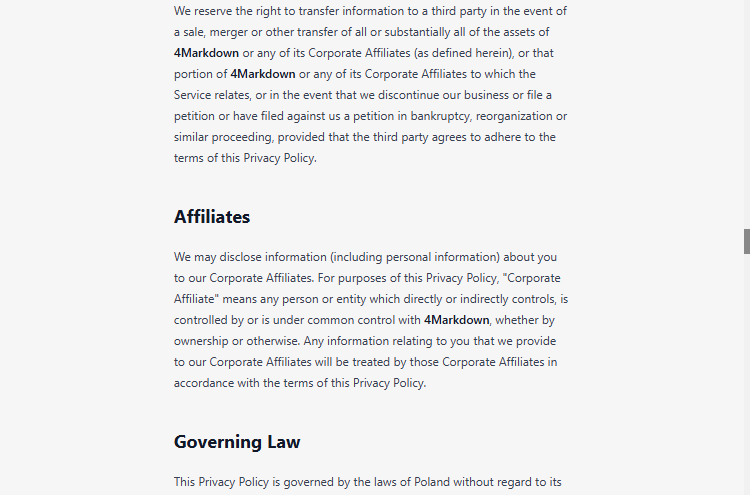 We reserve the right to transfer information to a third party in the event of
a sale, merger or other transfer of all or substantially all of the assets of
4Markdown or any of its Corporate Affiliates (as defined herein), or that
portion of 4Markdown or any of its Corporate Affiliates to which the
Service relates, or in the event that we discontinue our business or file a
petition or have filed against us a petition in bankruptcy, reorganization or
similar proceeding, provided that the third party agrees to adhere to the
terms of this Privacy Policy.
Affiliates
We may disclose information (including personal information) about you
to our Corporate Affiliates. For purposes of this Privacy Policy, "Corporate
Affiliate" means any person or entity which directly or indirectly controls, is
controlled by or is under common control with 4Markdown, whether by
ownership or otherwise. Any information relating to you that we provide
to our Corporate Affiliates will be treated by those Corporate Affiliates in
accordance with the terms of this Privacy Policy.
Governing Law
This Privacy Policy is governed by the laws of Poland without regard to its